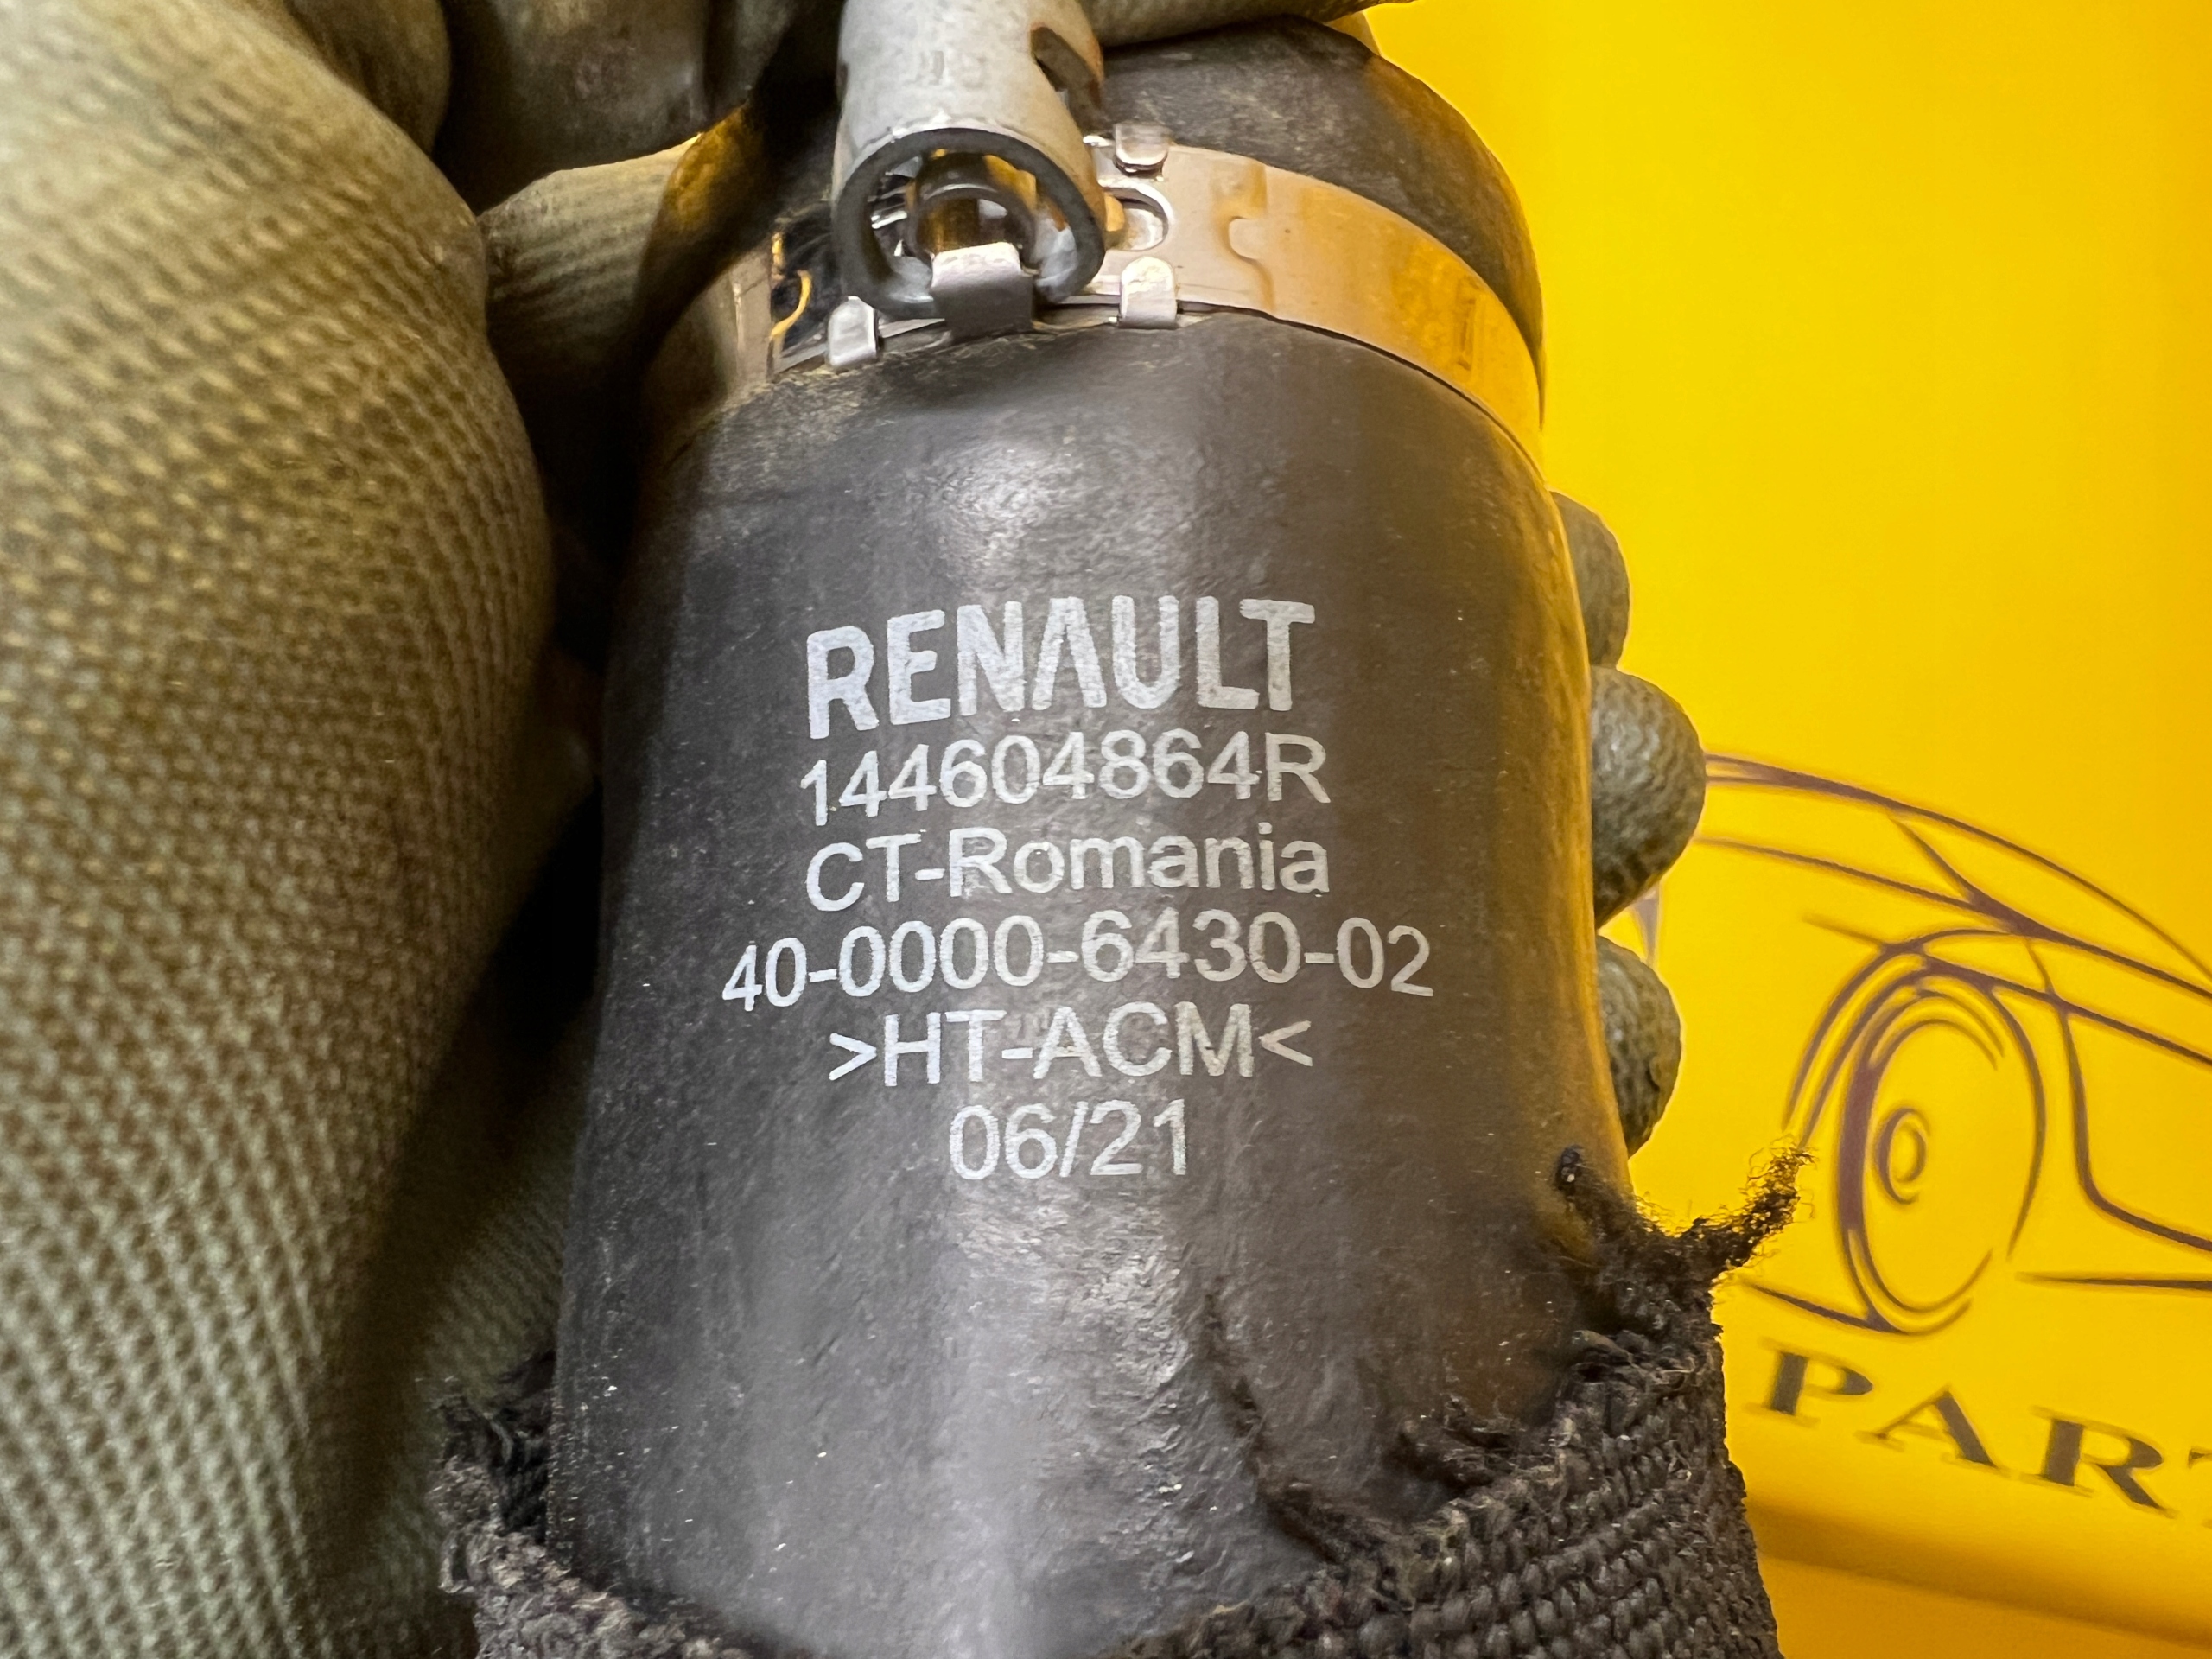 RENAULT
144604864R
CT-Romania
40-0000-6430-02
>HT-ACM<
06/21